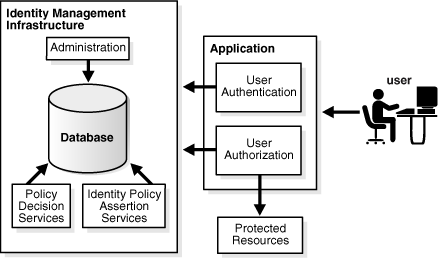 Identity Management
Infrastructure
Administration
Database
Policy
Decision
Services
Identity Policy
Assertion
Services
Application
User
Authentication
User
Authorization
Protected
Resources
user